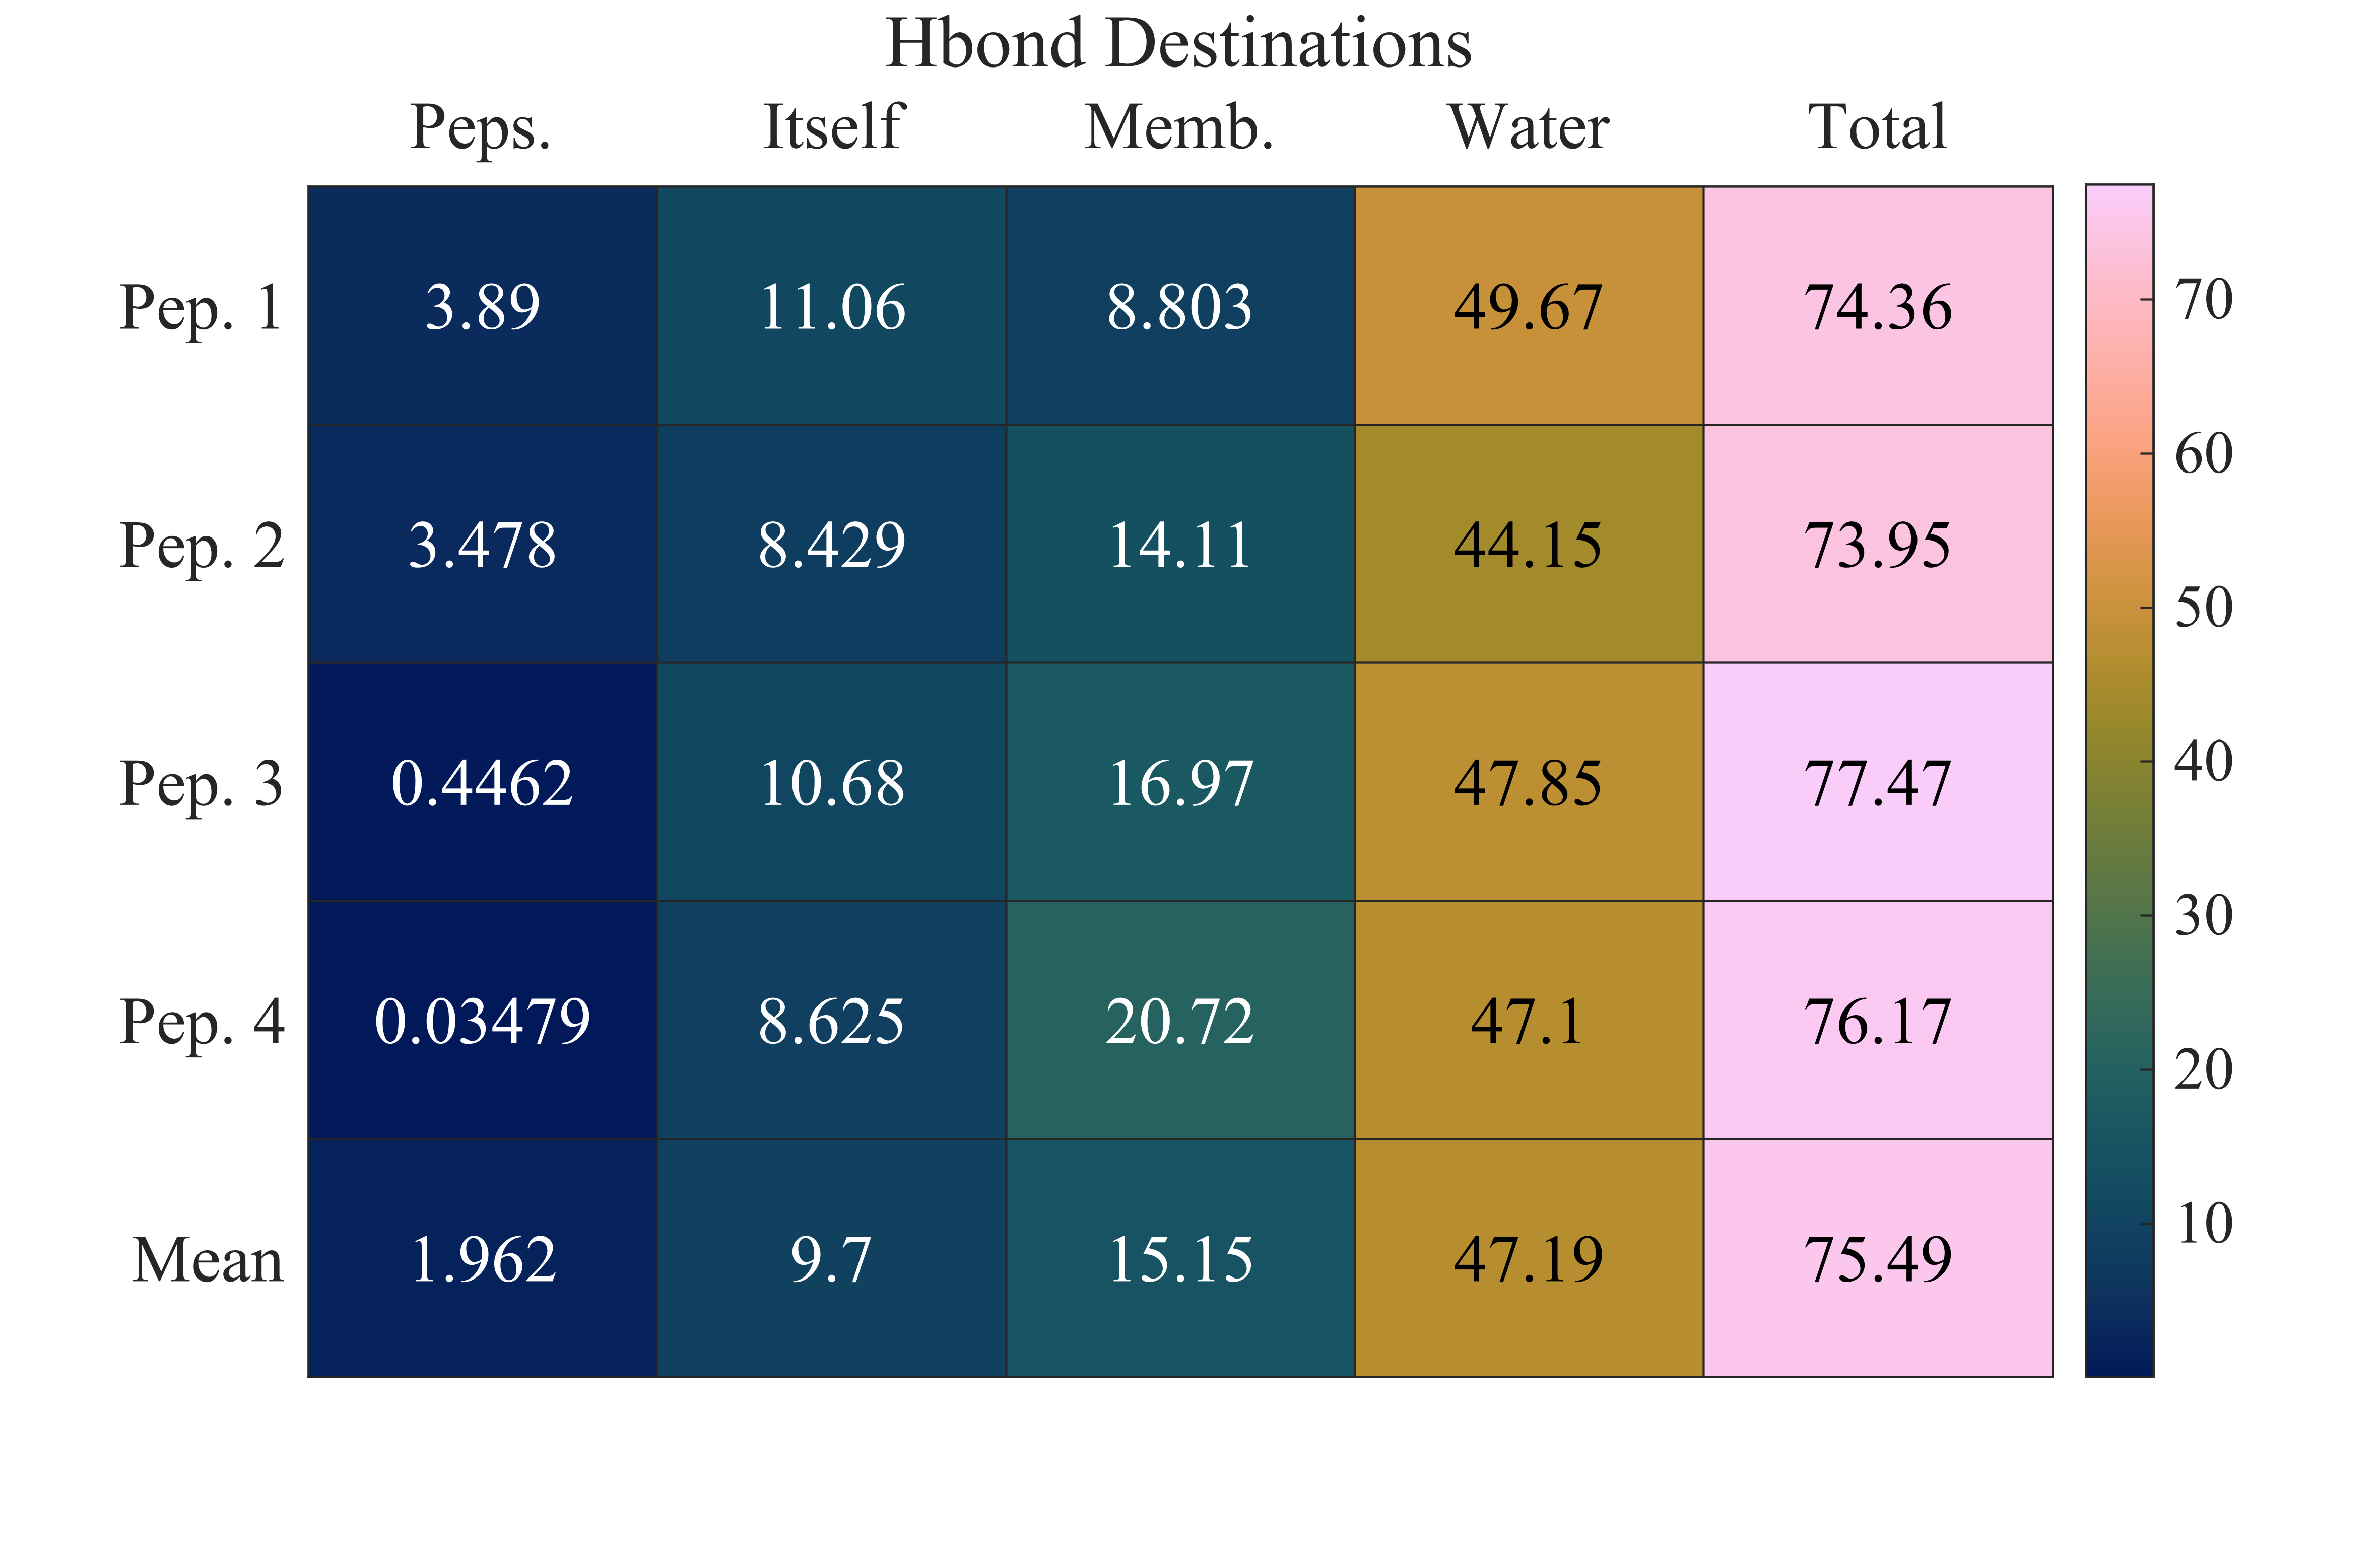 Hbond Destinations
Peps. Itself Memb. Water Total
Pep. 1 3.89 11.06 8.803 49.67 74.36
70
60
Pep. 2 3.478 8.429 14.11 44.15 73.95
50
Pep. 3 0.4462 10.68 16.97 47.85 77.47
40
30
Pep. 4 0.03479 8.625 20.72 47.1 76.17
20
10
Mean 1.962 9.7 15.15 47.19 75.49